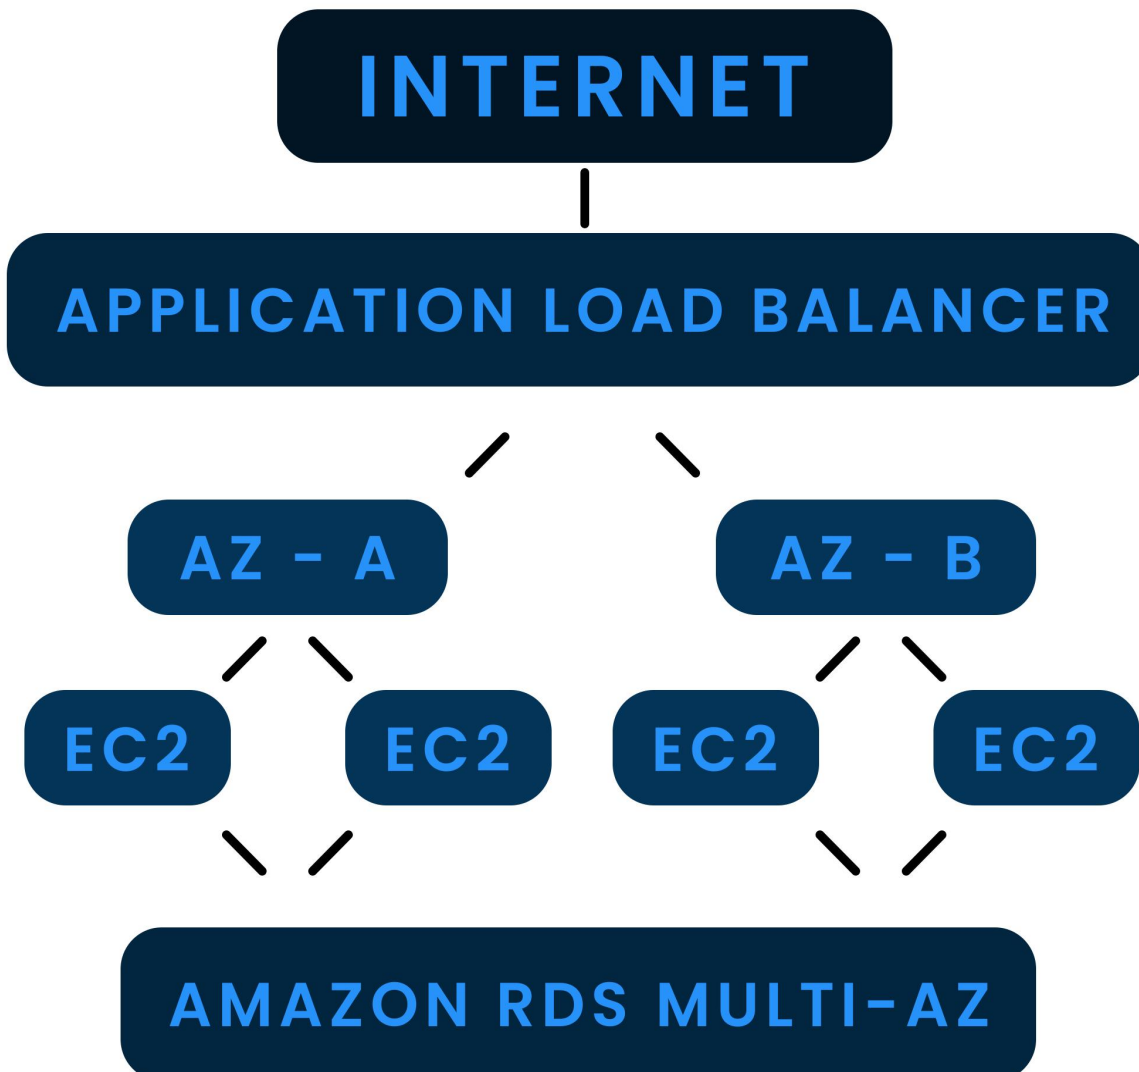 INTERNET
APPLICATION LOAD BALANCER
AZ - A
AZ - B
EC2
EC2
EC2
EC2
AMAZON RDS MULTI-AZ